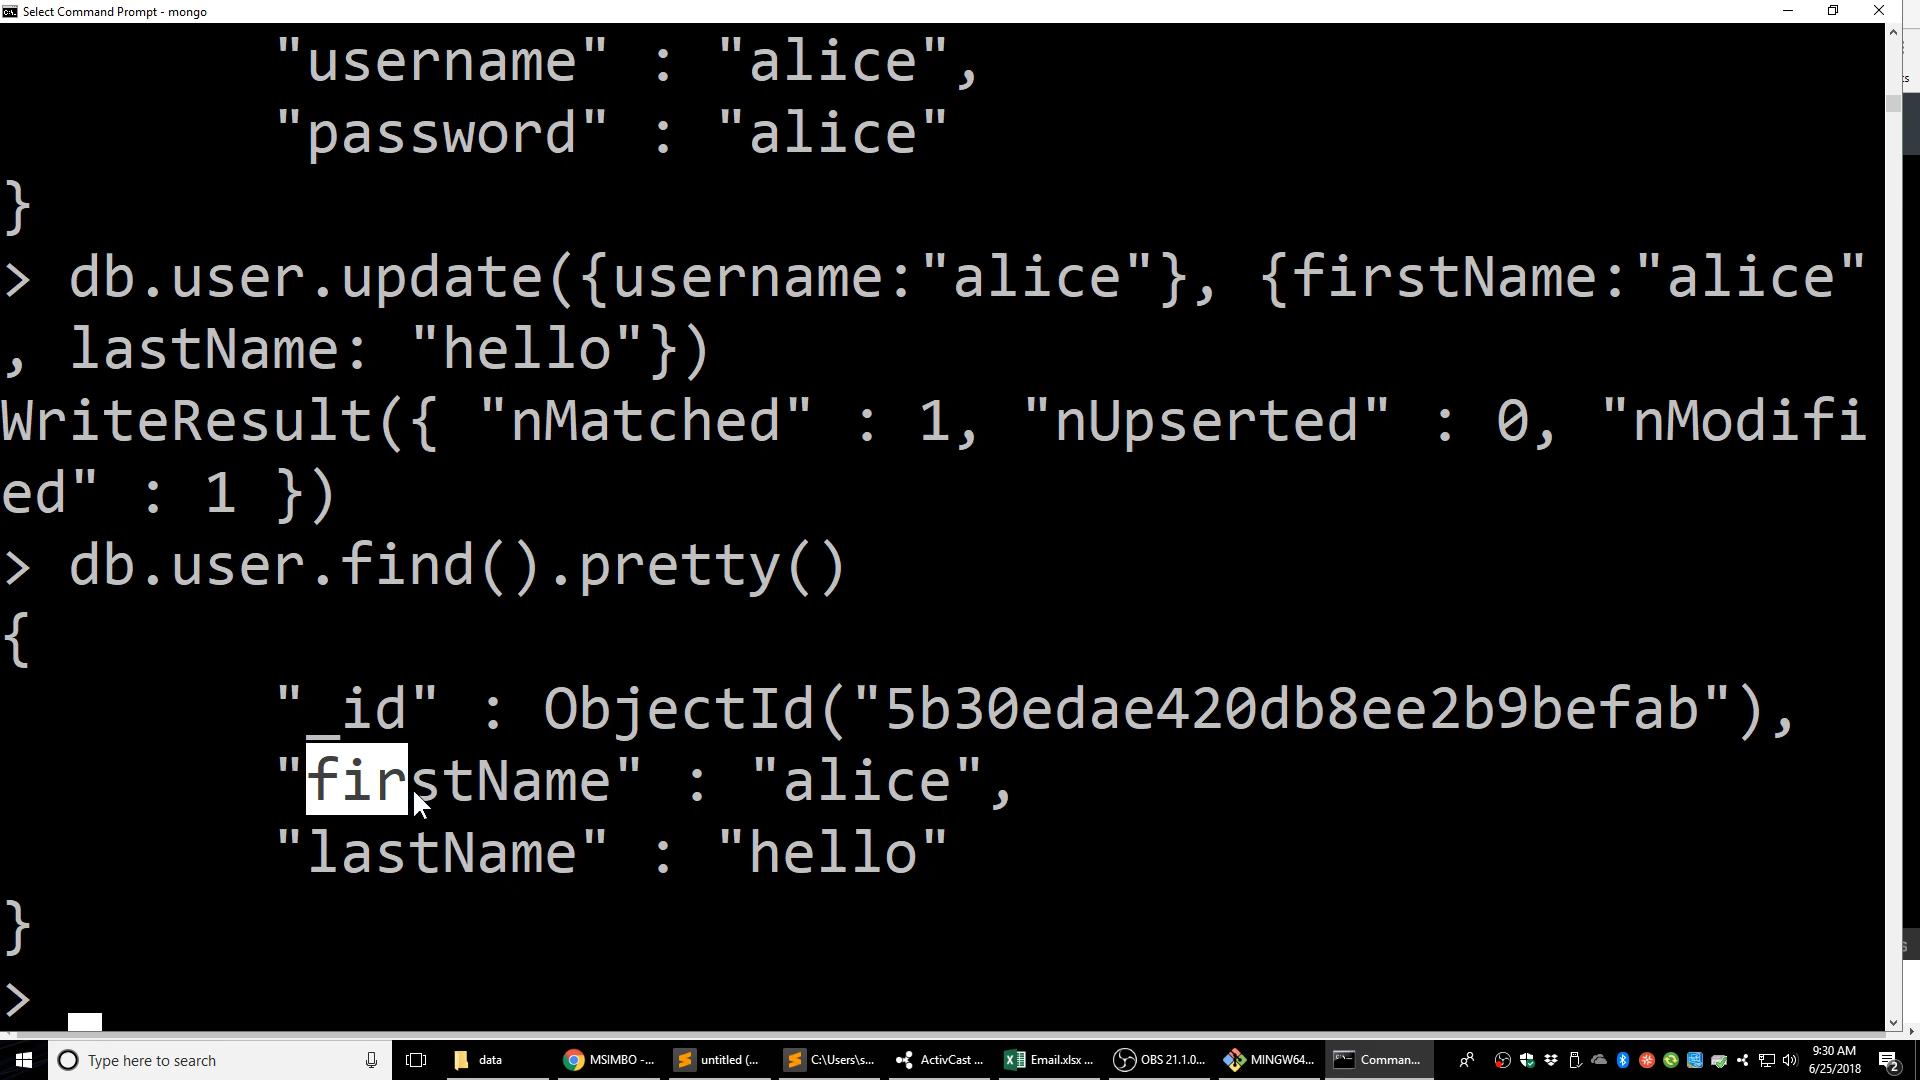 Select Command Prompt - mongo
"username" : "alice",
"password" : "alice"
}
> db.user.update({username:"alice"}, {firstName:"alice"
, lastName: "hello"})
WriteResult({ "nMatched" : 1, "nUpserted" : 0, "nModifi
ed" : 1 })
> db.user.find().pretty()
{
"_id" : ObjectId("5b30edae420db8ee2b9befab"),
"firstName" : "alice",
"lastName" : "hello"
}
>
Type here to search
data
MSIMBO -...
untitled (...
C:\Users\s...
ActivCast ...
Email.xlsx ...
OBS 21.1.0...
MINGW64...
Comman...
9:30 AM
6/25/2018
2